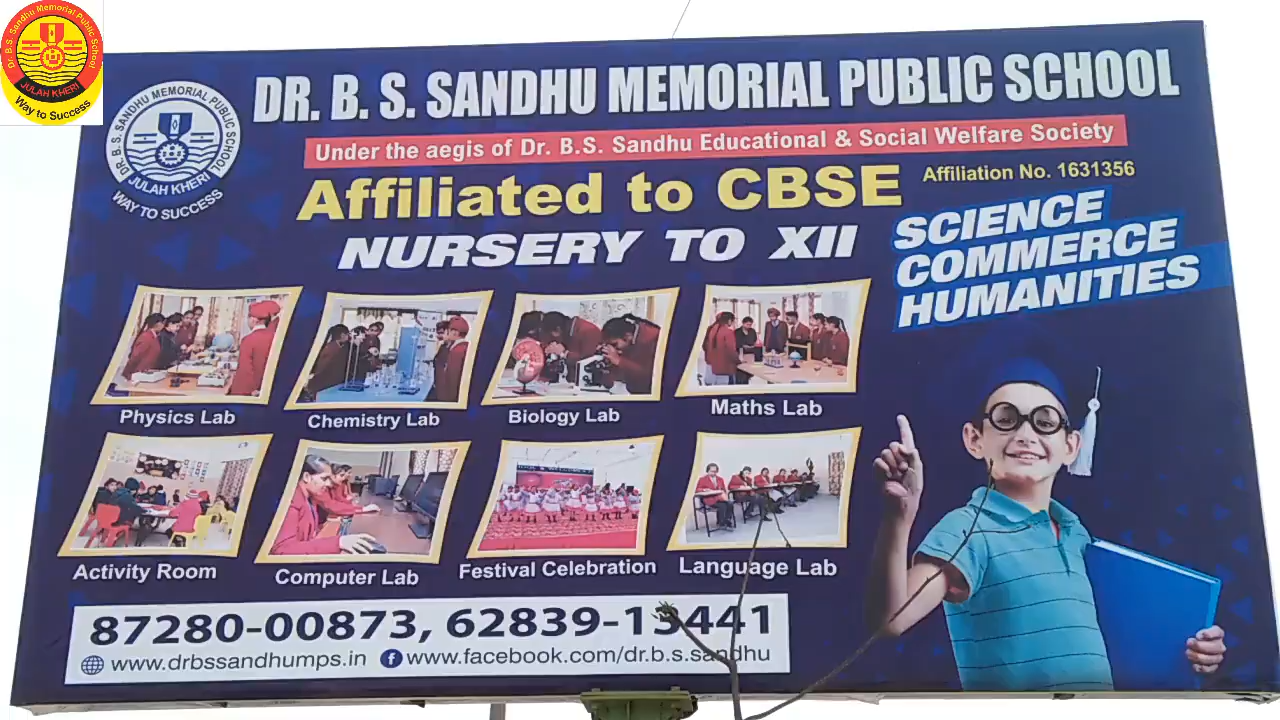 Dr. B.S. Sandhu Memorial Public School
JULAH KHERI
Way to Success
DR. B. S. SANDHU MEMORIAL PUBLIC SCHOOL
JULAH KHERI
WAY TO SUCCESS
DR. B. S. SANDHU MEMORIAL PUBLIC SCHOOL
Under the aegis of Dr. B.S. Sandhu Educational & Social Welfare Society
Affiliated to CBSE
Affiliation No. 1631356
NURSERY TO XII
SCIENCE
COMMERCE
HUMANITIES
Physics Lab
Chemistry Lab
Biology Lab
Maths Lab
Activity Room
Computer Lab
Festival Celebration
Language Lab
87280-00873, 62839-13441
www.drbssandhumps.in
www.facebook.com/dr.b.s.sandhu